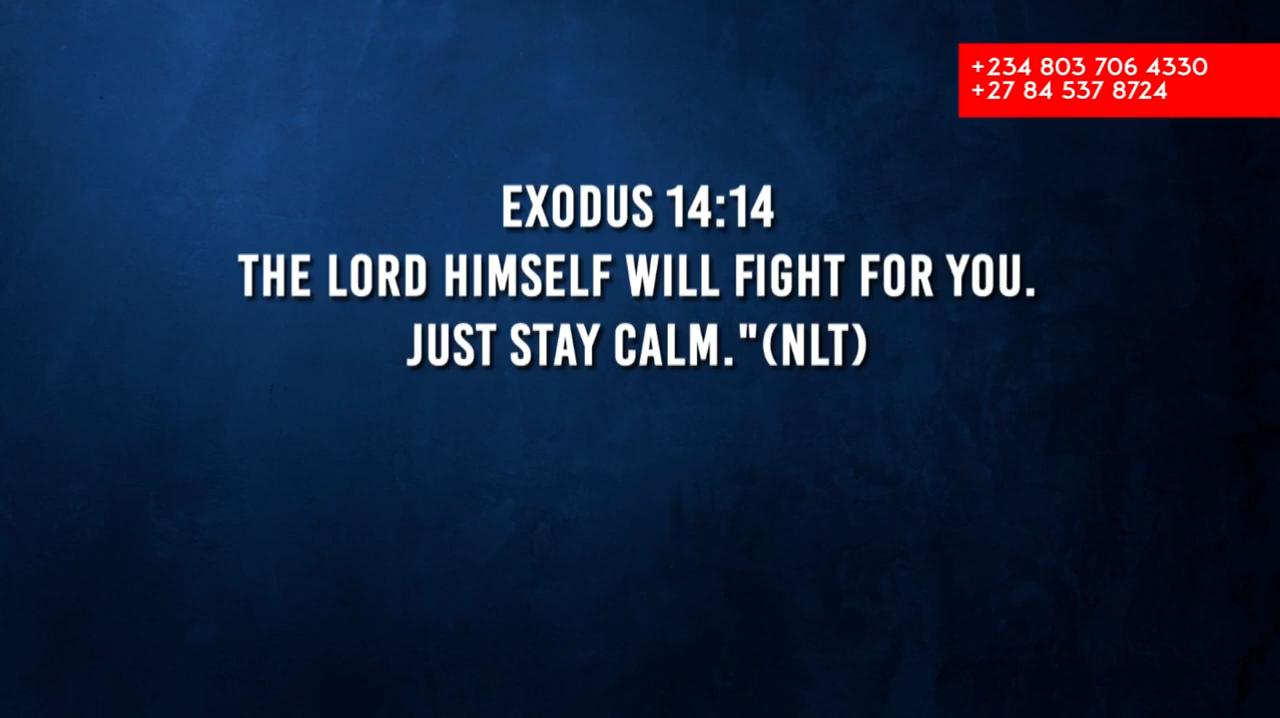 +234 803 706 4330
+27 84 537 8724
EXODUS 14:14
THE LORD HIMSELF WILL FIGHT FOR YOU.
JUST STAY CALM."(NLT)